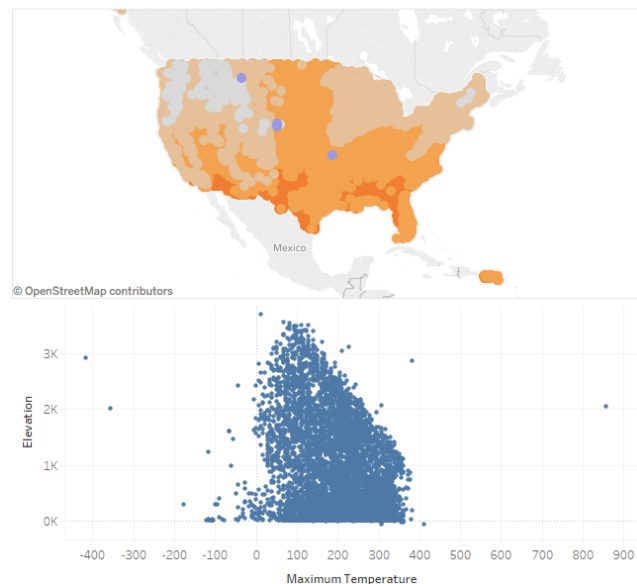 Mexico
© OpenStreetMap contributors
3K
2K
1K
0K
Elevation
-400 -300 -200 -100 0 100 200 300 400 500 600 700 800 900
Maximum Temperature